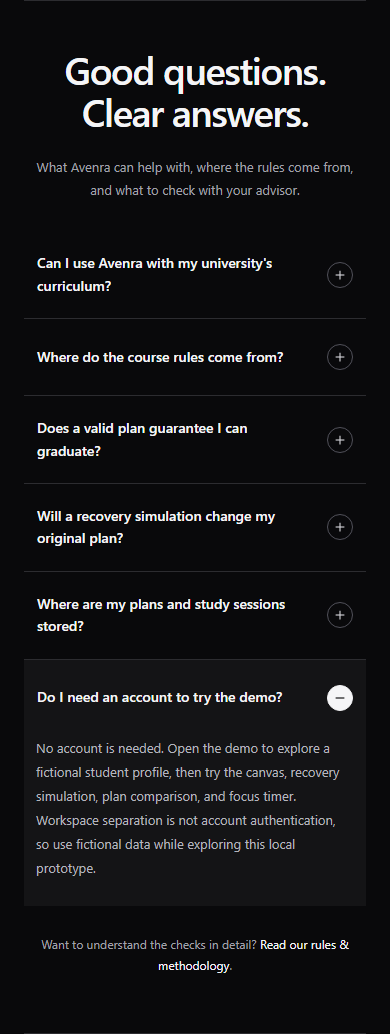 Good questions.
Clear answers.
What Avenra can help with, where the rules come from,
and what to check with your advisor.
Can I use Avenra with my university's
curriculum?
Where do the course rules come from?
Does a valid plan guarantee I can
graduate?
Will a recovery simulation change my
original plan?
Where are my plans and study sessions
stored?
Do I need an account to try the demo?
No account is needed. Open the demo to explore a
fictional student profile, then try the canvas, recovery
simulation, plan comparison, and focus timer.
Workspace separation is not account authentication,
so use fictional data while exploring this local
prototype.
Want to understand the checks in detail? Read our rules &
methodology.